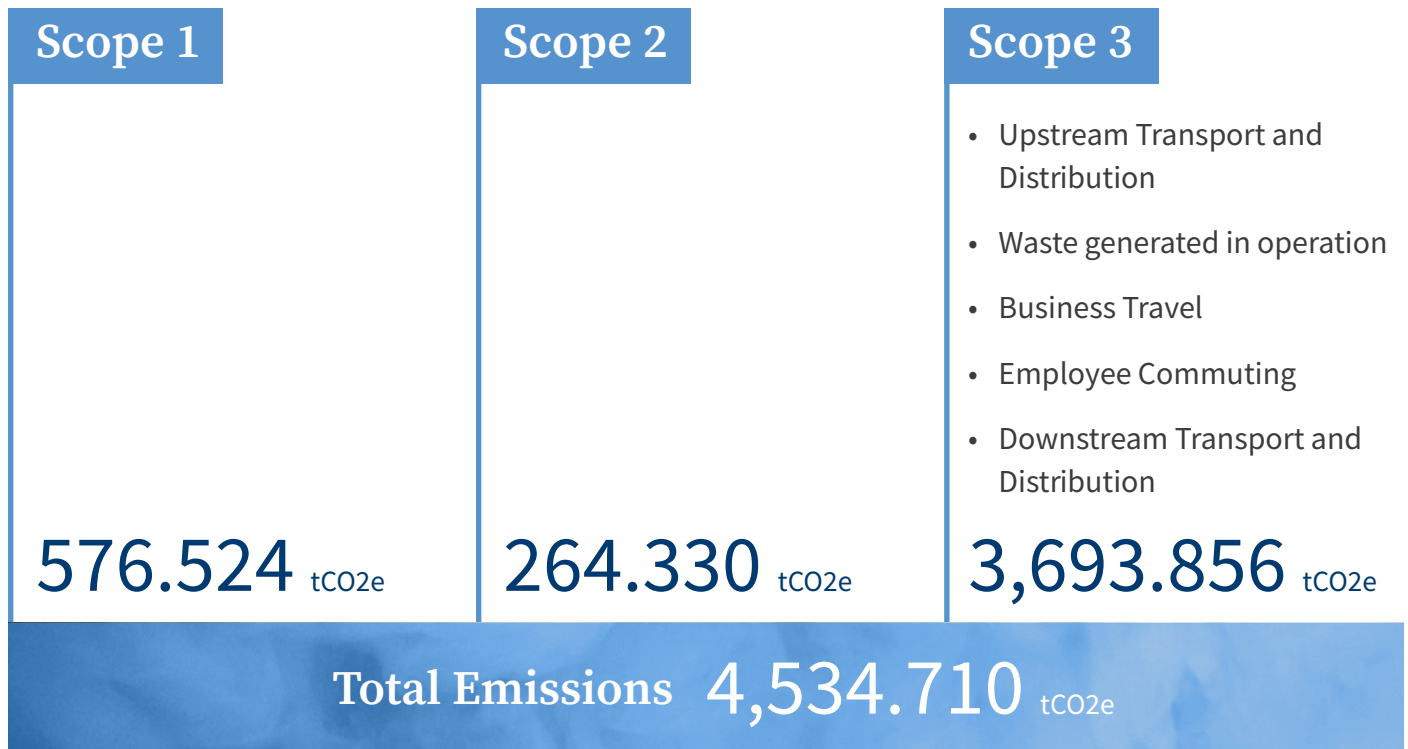 Scope 1
576.524 tCO2e
Scope 2
264.330 tCO2e
Scope 3
• Upstream Transport and
Distribution
• Waste generated in operation
• Business Travel
• Employee Commuting
• Downstream Transport and
Distribution
3,693.856 tCO2e
Total Emissions 4,534.710 tCO2e